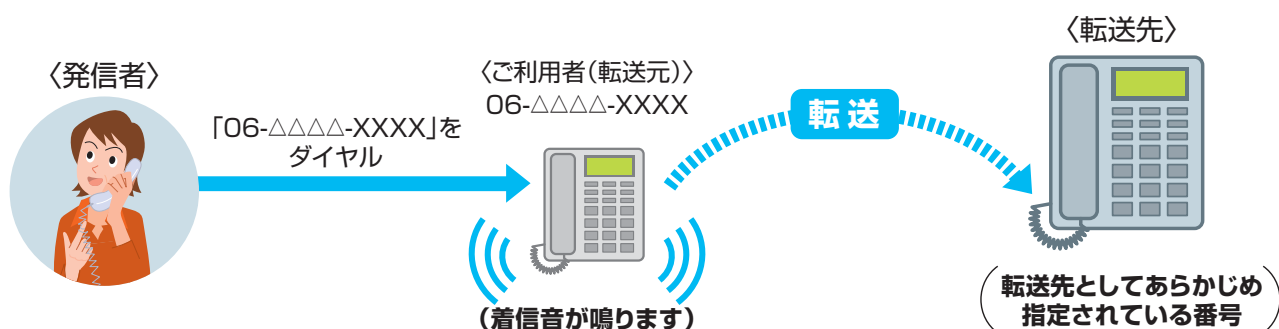 〈発信者〉
「06-△△△△-XXXX」を
ダイヤル
〈ご利用者(転送元)〉
06-△△△△-XXXX
(着信音が鳴ります)
転送
〈転送先〉
(転送先としてあらかじめ
指定されている番号)